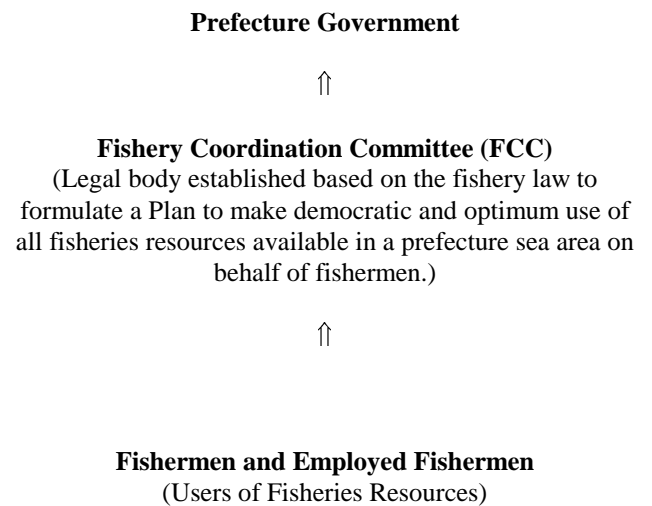 Prefecture Government
⇑
Fishery Coordination Committee (FCC)
(Legal body established based on the fishery law to
formulate a Plan to make democratic and optimum use of
all fisheries resources available in a prefecture sea area on
behalf of fishermen.)
⇑
Fishermen and Employed Fishermen
(Users of Fisheries Resources)